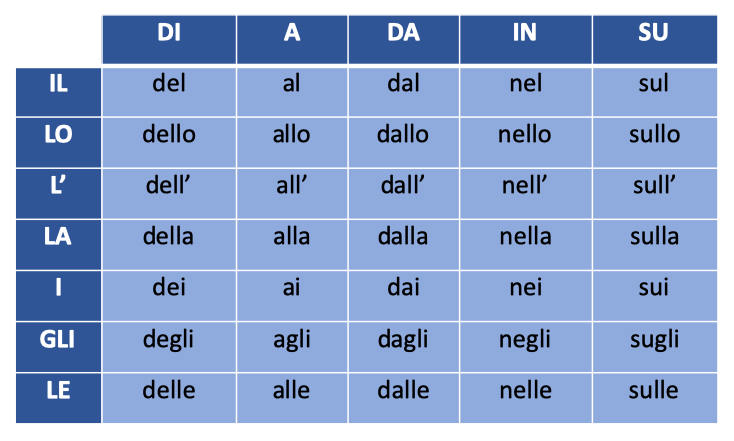 DI A DA IN SU
IL del al dal nel sul
LO dello allo dallo nello sullo
L’ dell’ all’ dall’ nell’ sull’
LA della alla dalla nella sulla
I dei ai dai nei sui
GLI degli agli dagli negli sugli
LE delle alle dalle nelle sulle